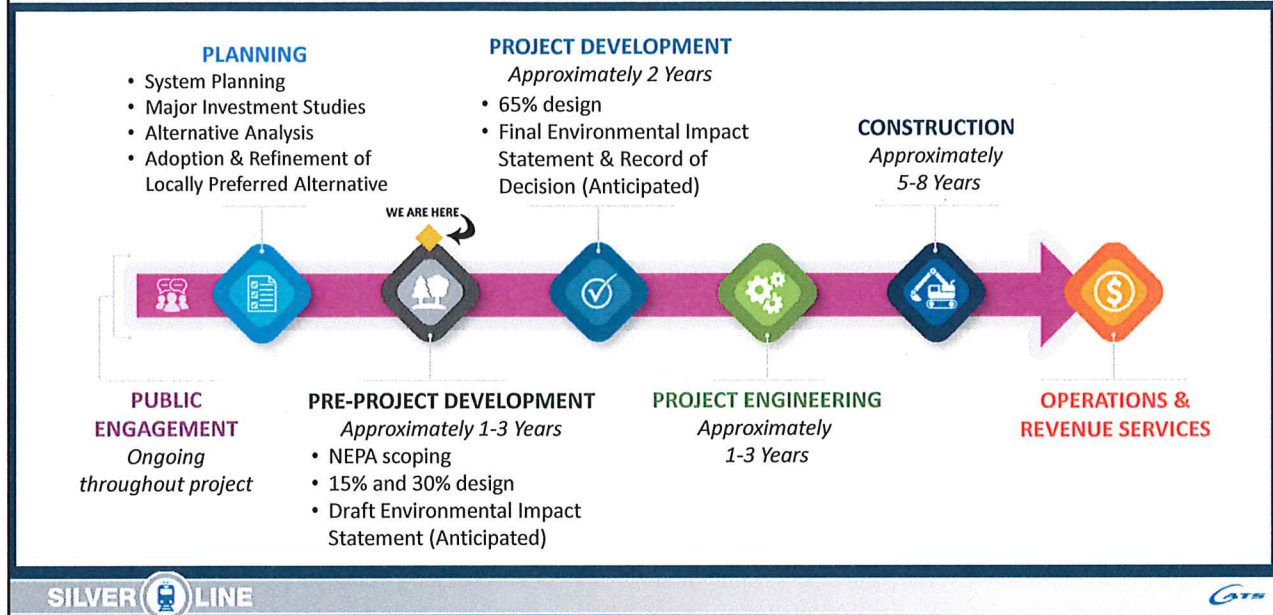 PLANNING
• System Planning
• Major Investment Studies
• Alternative Analysis
• Adoption & Refinement of
Locally Preferred Alternative
PROJECT DEVELOPMENT
Approximately 2 Years
• 65% design
• Final Environmental Impact
Statement & Record of
Decision (Anticipated)
CONSTRUCTION
Approximately
5-8 Years
WE ARE HERE
$
PUBLIC
ENGAGEMENT
Ongoing
throughout project
PRE-PROJECT DEVELOPMENT
Approximately 1-3 Years
• NEPA scoping
• 15% and 30% design
• Draft Environmental Impact
Statement (Anticipated)
PROJECT ENGINEERING
Approximately
1-3 Years
OPERATIONS &
REVENUE SERVICES
SILVER LINE
CATS